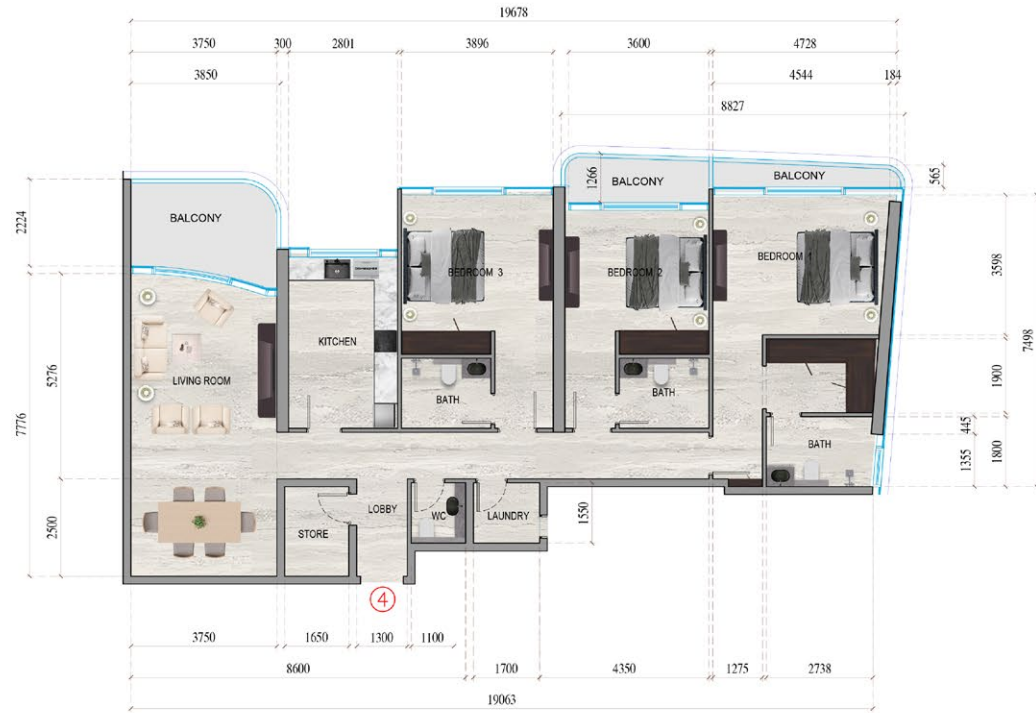 19678
3750 300 2801 3896 3600 4728
3850 4544 184
8827
BALCONY
1266
BALCONY
BALCONY
565
2224
BEDROOM 3
BEDROOM 2
BEDROOM 1
3598
7498
KITCHEN
LIVING ROOM
5276
7776
BATH
BATH
1900
445
BATH
1355
1800
2500
STORE
LOBBY
WC
LAUNDRY
1550
4
3750 1650 1300 1100
8600 1700 4350 1275 2738
19063